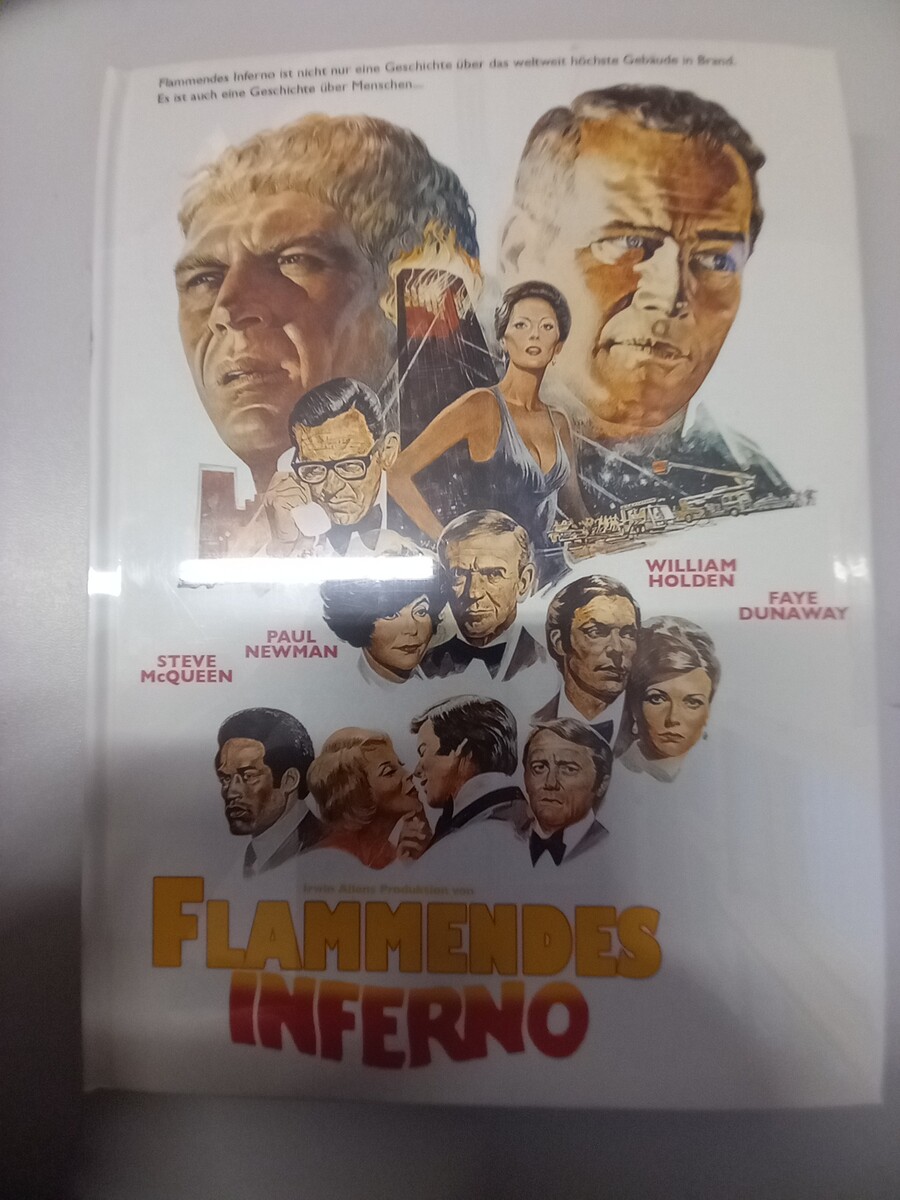 Flammendes Inferno ist nicht nur eine Geschichte über das weltweit höchste Gebäude in Brand.
Es ist auch eine Geschichte über Menschen...
WILLIAM
HOLDEN
FAYE
DUNAWAY
PAUL
NEWMAN
STEVE
McQUEEN
Irwin Allens Produktion von
FLAMMENDES
INFERNO